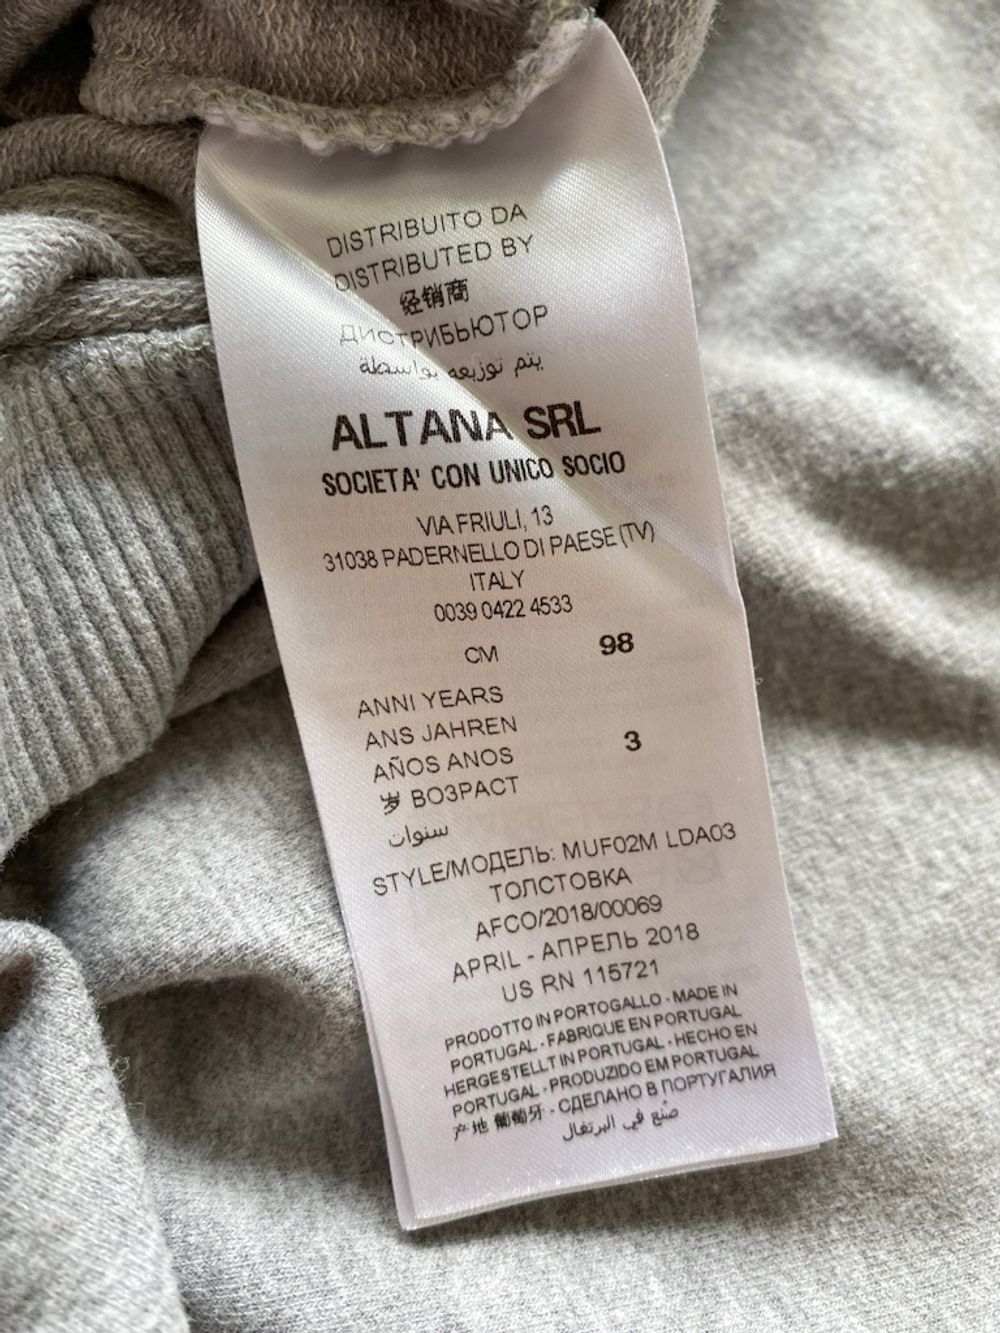 DISTRIBUITO DA
DISTRIBUTED BY
经销商
ДИСТРИБЬЮТОР
يتم توزيعه بواسطة
ALTANA SRL
SOCIETA' CON UNICO SOCIO
VIA FRIULI, 13
31038 PADERNELLO DI PAESE (TV)
ITALY
0039 0422 4533
CM 98
ANNI YEARS
ANS JAHREN
AÑOS ANOS 3
岁 ВОЗРАСТ
سنوات
STYLE/МОДЕЛЬ: MUF02M LDA03
ТОЛСТОВКА
AFCO/2018/00069
APRIL - АПРЕЛЬ 2018
US RN 115721
PRODOTTO IN PORTOGALLO - MADE IN
PORTUGAL - FABRIQUE EN PORTUGAL
HERGESTELLT IN PORTUGAL - HECHO EN
PORTUGAL - PRODUZIDO EM PORTUGAL
产地 葡萄牙 - СДЕЛАНО В ПОРТУГАЛИЯ
صنع في البرتغال